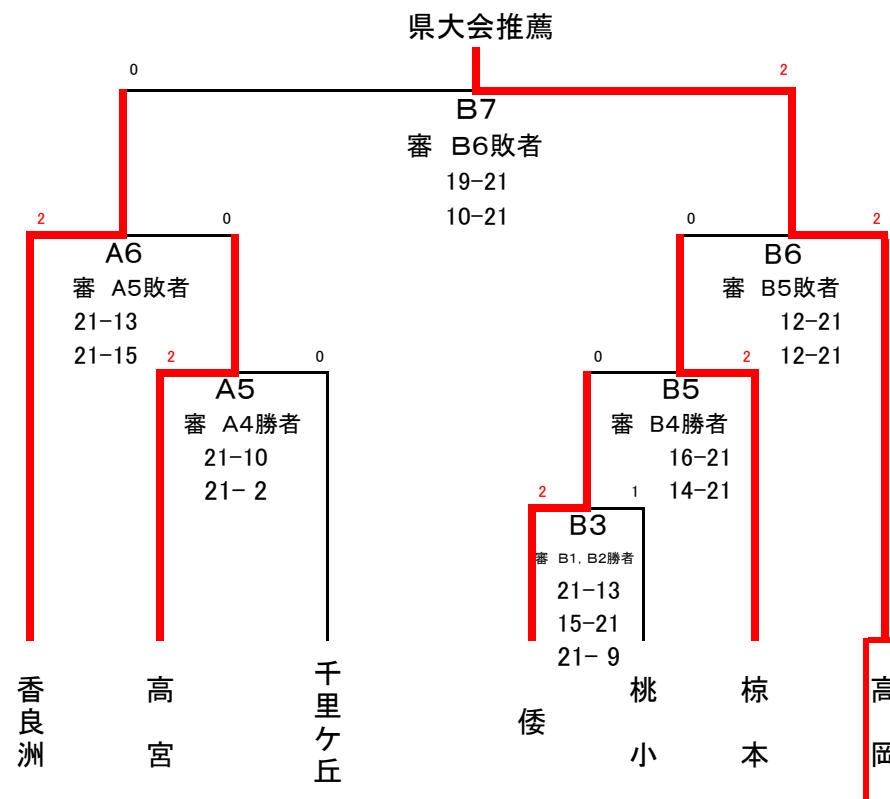 県大会推薦
0
2
B7
審 B6敗者
19-21
10-21
2
0
0
2
A6
審 A5敗者
21-13
21-15
B6
審 B5敗者
12-21
12-21
2
0
0
2
A5
審 A4勝者
21-10
21- 2
B5
審 B4勝者
16-21
14-21
2
1
B3
審 B1, B2勝者
21-13
15-21
21- 9
香良洲
高宮
千里ケ丘
倭
桃小
椋本
高岡